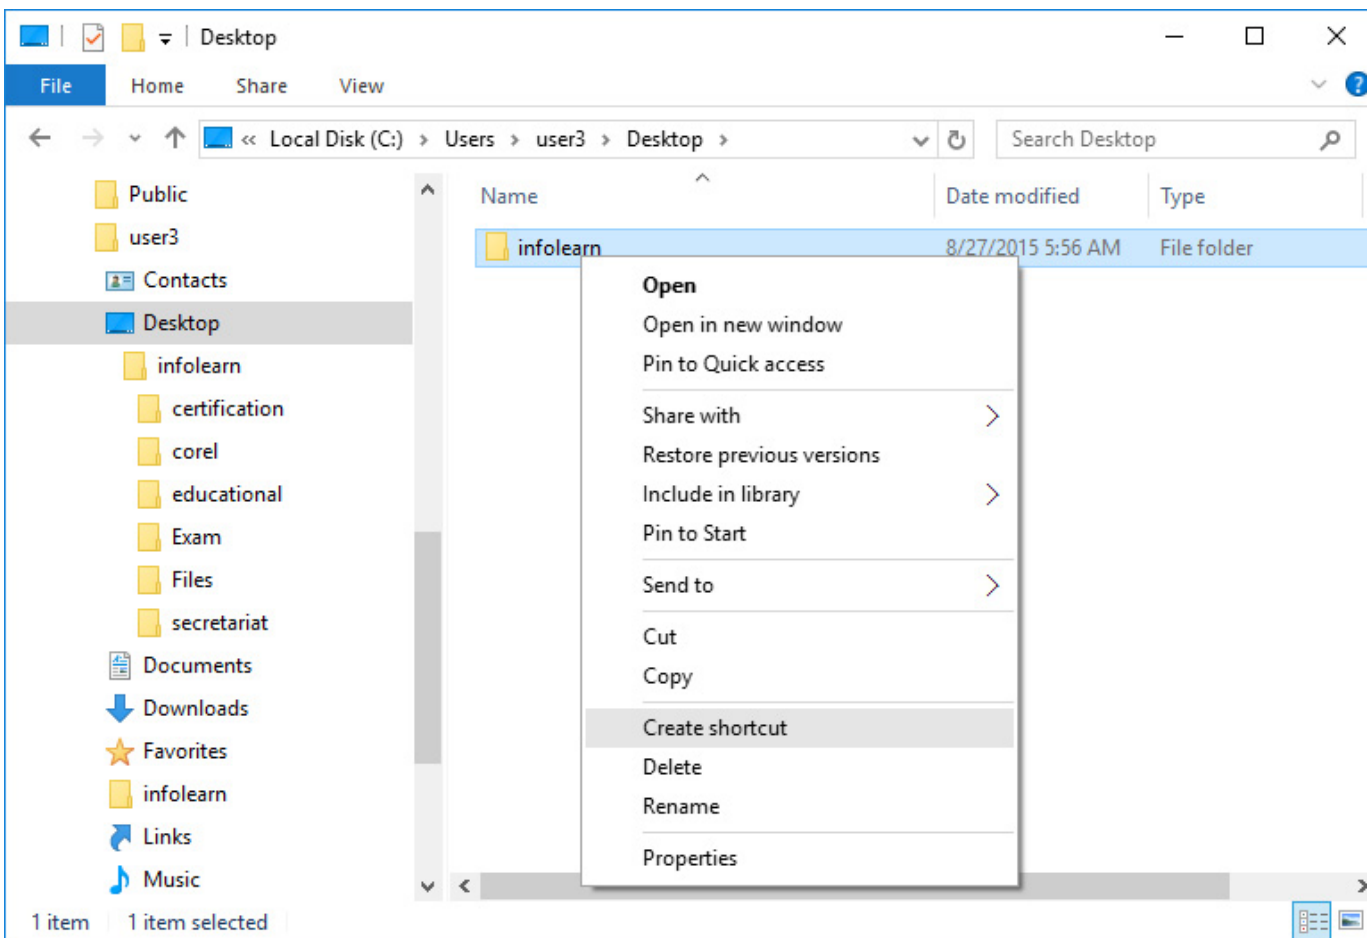 Desktop
File Home Share View
« Local Disk (C:) > Users > user3 > Desktop > Search Desktop
Public
user3
Contacts
Desktop
infolearn
certification
corel
educational
Exam
Files
secretariat
Documents
Downloads
Favorites
infolearn
Links
Music
Name Date modified Type
infolearn 8/27/2015 5:56 AM File folder
Open
Open in new window
Pin to Quick access
Share with
Restore previous versions
Include in library
Pin to Start
Send to
Cut
Copy
Create shortcut
Delete
Rename
Properties
1 item 1 item selected